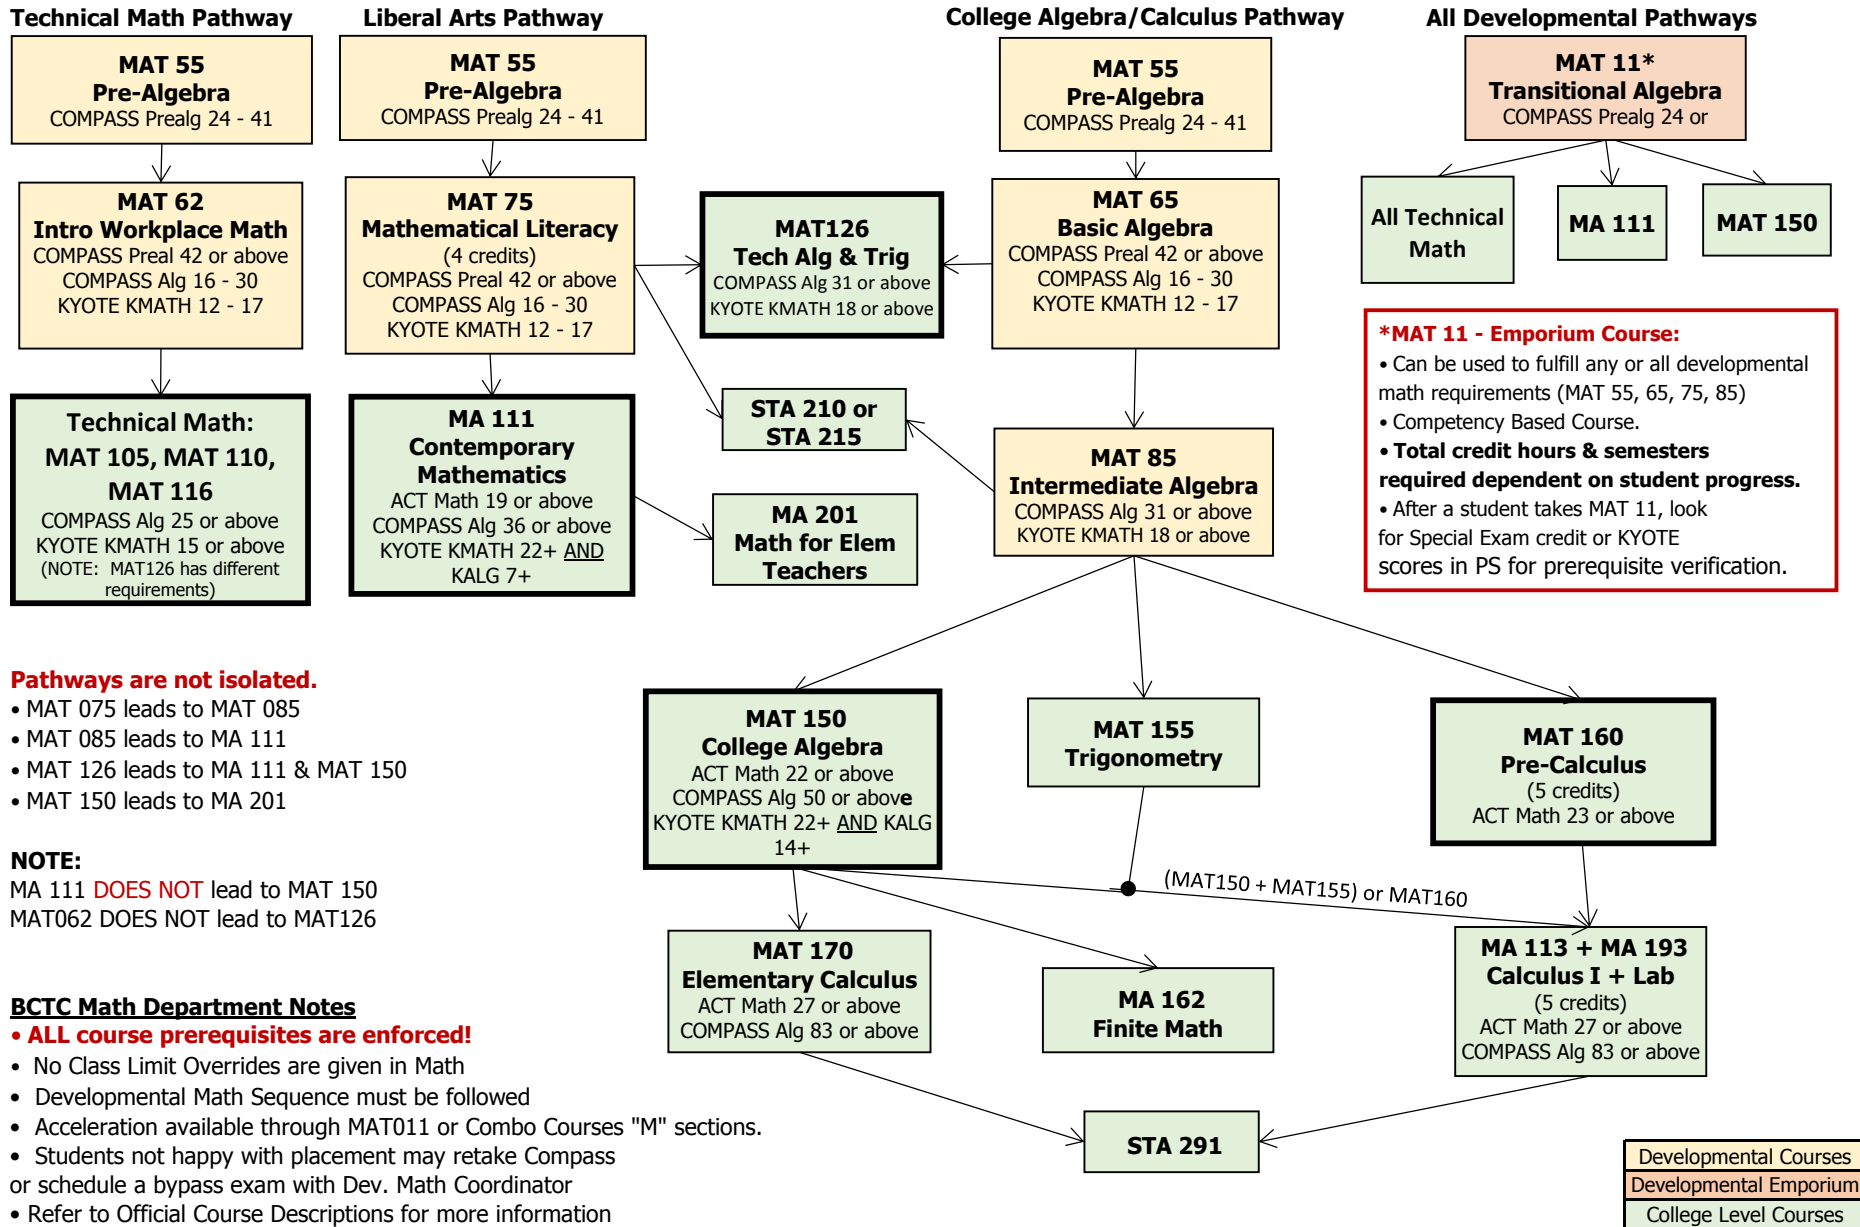 Technical Math Pathway
MAT 55
Pre-Algebra
COMPASS Prealg 24 - 41
MAT 62
Intro Workplace Math
COMPASS Preal 42 or above
COMPASS Alg 16 - 30
KYOTE KMATH 12 - 17
Technical Math:
MAT 105, MAT 110,
MAT 116
COMPASS Alg 25 or above
KYOTE KMATH 15 or above
(NOTE: MAT126 has different
requirements)
Liberal Arts Pathway
MAT 55
Pre-Algebra
COMPASS Prealg 24 - 41
MAT 75
Mathematical Literacy
(4 credits)
COMPASS Preal 42 or above
COMPASS Alg 16 - 30
KYOTE KMATH 12 - 17
MA 111
Contemporary
Mathematics
ACT Math 19 or above
COMPASS Alg 36 or above
KYOTE KMATH 22+ AND
KALG 7+
MAT126
Tech Alg & Trig
COMPASS Alg 31 or above
KYOTE KMATH 18 or above
STA 210 or
STA 215
MA 201
Math for Elem
Teachers
College Algebra/Calculus Pathway
MAT 55
Pre-Algebra
COMPASS Prealg 24 - 41
MAT 65
Basic Algebra
COMPASS Preal 42 or above
COMPASS Alg 16 - 30
KYOTE KMATH 12 - 17
MAT 85
Intermediate Algebra
COMPASS Alg 31 or above
KYOTE KMATH 18 or above
All Developmental Pathways
MAT 11*
Transitional Algebra
COMPASS Prealg 24 or
All Technical
Math
MA 111
MAT 150
*MAT 11 - Emporium Course:
• Can be used to fulfill any or all developmental
math requirements (MAT 55, 65, 75, 85)
• Competency Based Course.
• Total credit hours & semesters
required dependent on student progress.
• After a student takes MAT 11, look
for Special Exam credit or KYOTE
scores in PS for prerequisite verification.
MAT 150
College Algebra
ACT Math 22 or above
COMPASS Alg 50 or above
KYOTE KMATH 22+ AND KALG
14+
MAT 155
Trigonometry
MAT 160
Pre-Calculus
(5 credits)
ACT Math 23 or above
(MAT150 + MAT155) or MAT160
MAT 170
Elementary Calculus
ACT Math 27 or above
COMPASS Alg 83 or above
MA 162
Finite Math
MA 113 + MA 193
Calculus I + Lab
(5 credits)
ACT Math 27 or above
COMPASS Alg 83 or above
STA 291
Pathways are not isolated.
• MAT 075 leads to MAT 085
• MAT 085 leads to MA 111
• MAT 126 leads to MA 111 & MAT 150
• MAT 150 leads to MA 201
NOTE:
MA 111 DOES NOT lead to MAT 150
MAT062 DOES NOT lead to MAT126
BCTC Math Department Notes
• ALL course prerequisites are enforced!
• No Class Limit Overrides are given in Math
• Developmental Math Sequence must be followed
• Acceleration available through MAT011 or Combo Courses "M" sections.
• Students not happy with placement may retake Compass
or schedule a bypass exam with Dev. Math Coordinator
• Refer to Official Course Descriptions for more information
Developmental Courses
Developmental Emporium
College Level Courses